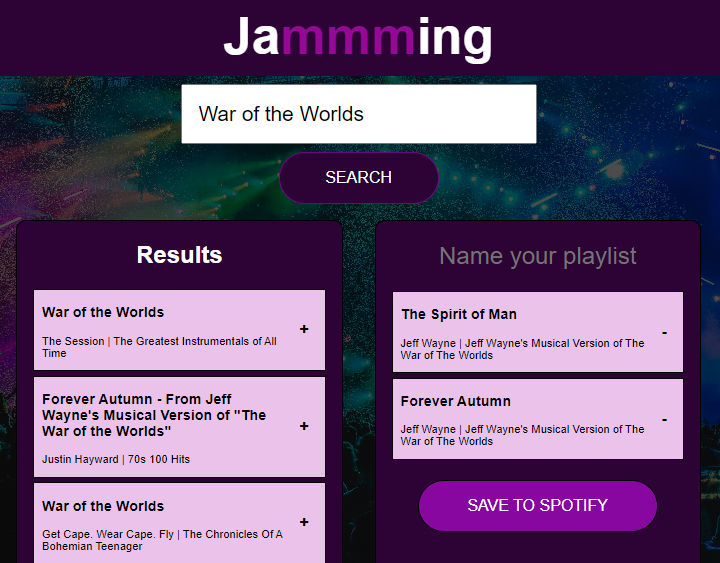 Jammming
War of the Worlds
SEARCH
Results
War of the Worlds
+
The Session | The Greatest Instrumentals of All
Time
Forever Autumn - From Jeff
Wayne's Musical Version of "The
War of the Worlds"
+
Justin Hayward | 70s 100 Hits
War of the Worlds
+
Get Cape. Wear Cape. Fly | The Chronicles Of A
Bohemian Teenager
Name your playlist
The Spirit of Man
-
Jeff Wayne | Jeff Wayne's Musical Version of The
War of The Worlds
Forever Autumn
-
Jeff Wayne | Jeff Wayne's Musical Version of The
War of The Worlds
SAVE TO SPOTIFY